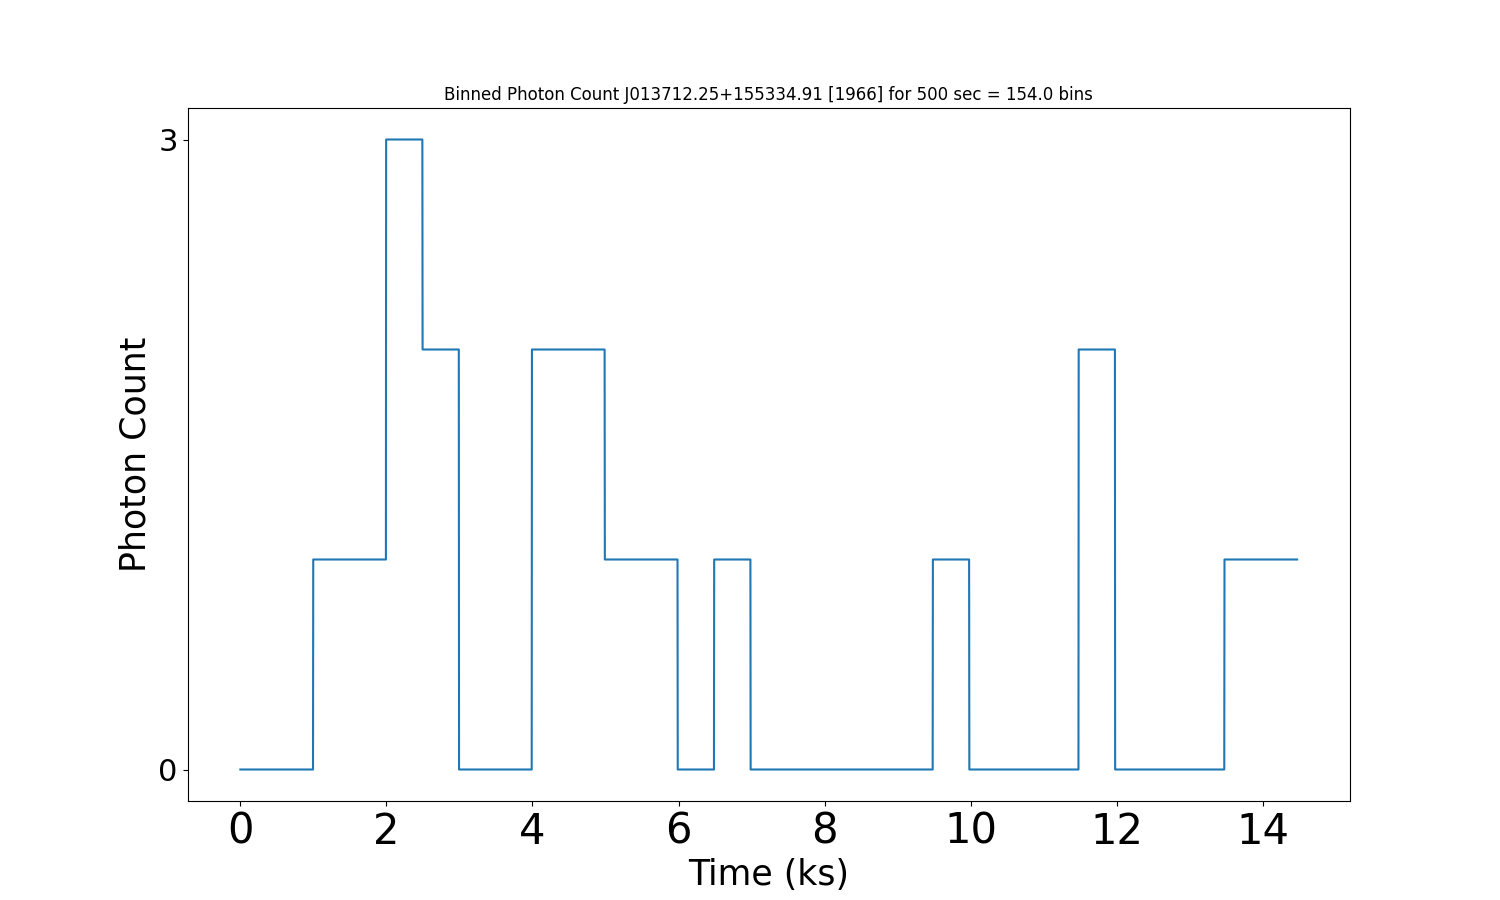 Binned Photon Count J013712.25+155334.91 [1966] for 500 sec = 154.0 bins
3
Photon Count
0
0 2 4 6 8 10 12 14
Time (ks)